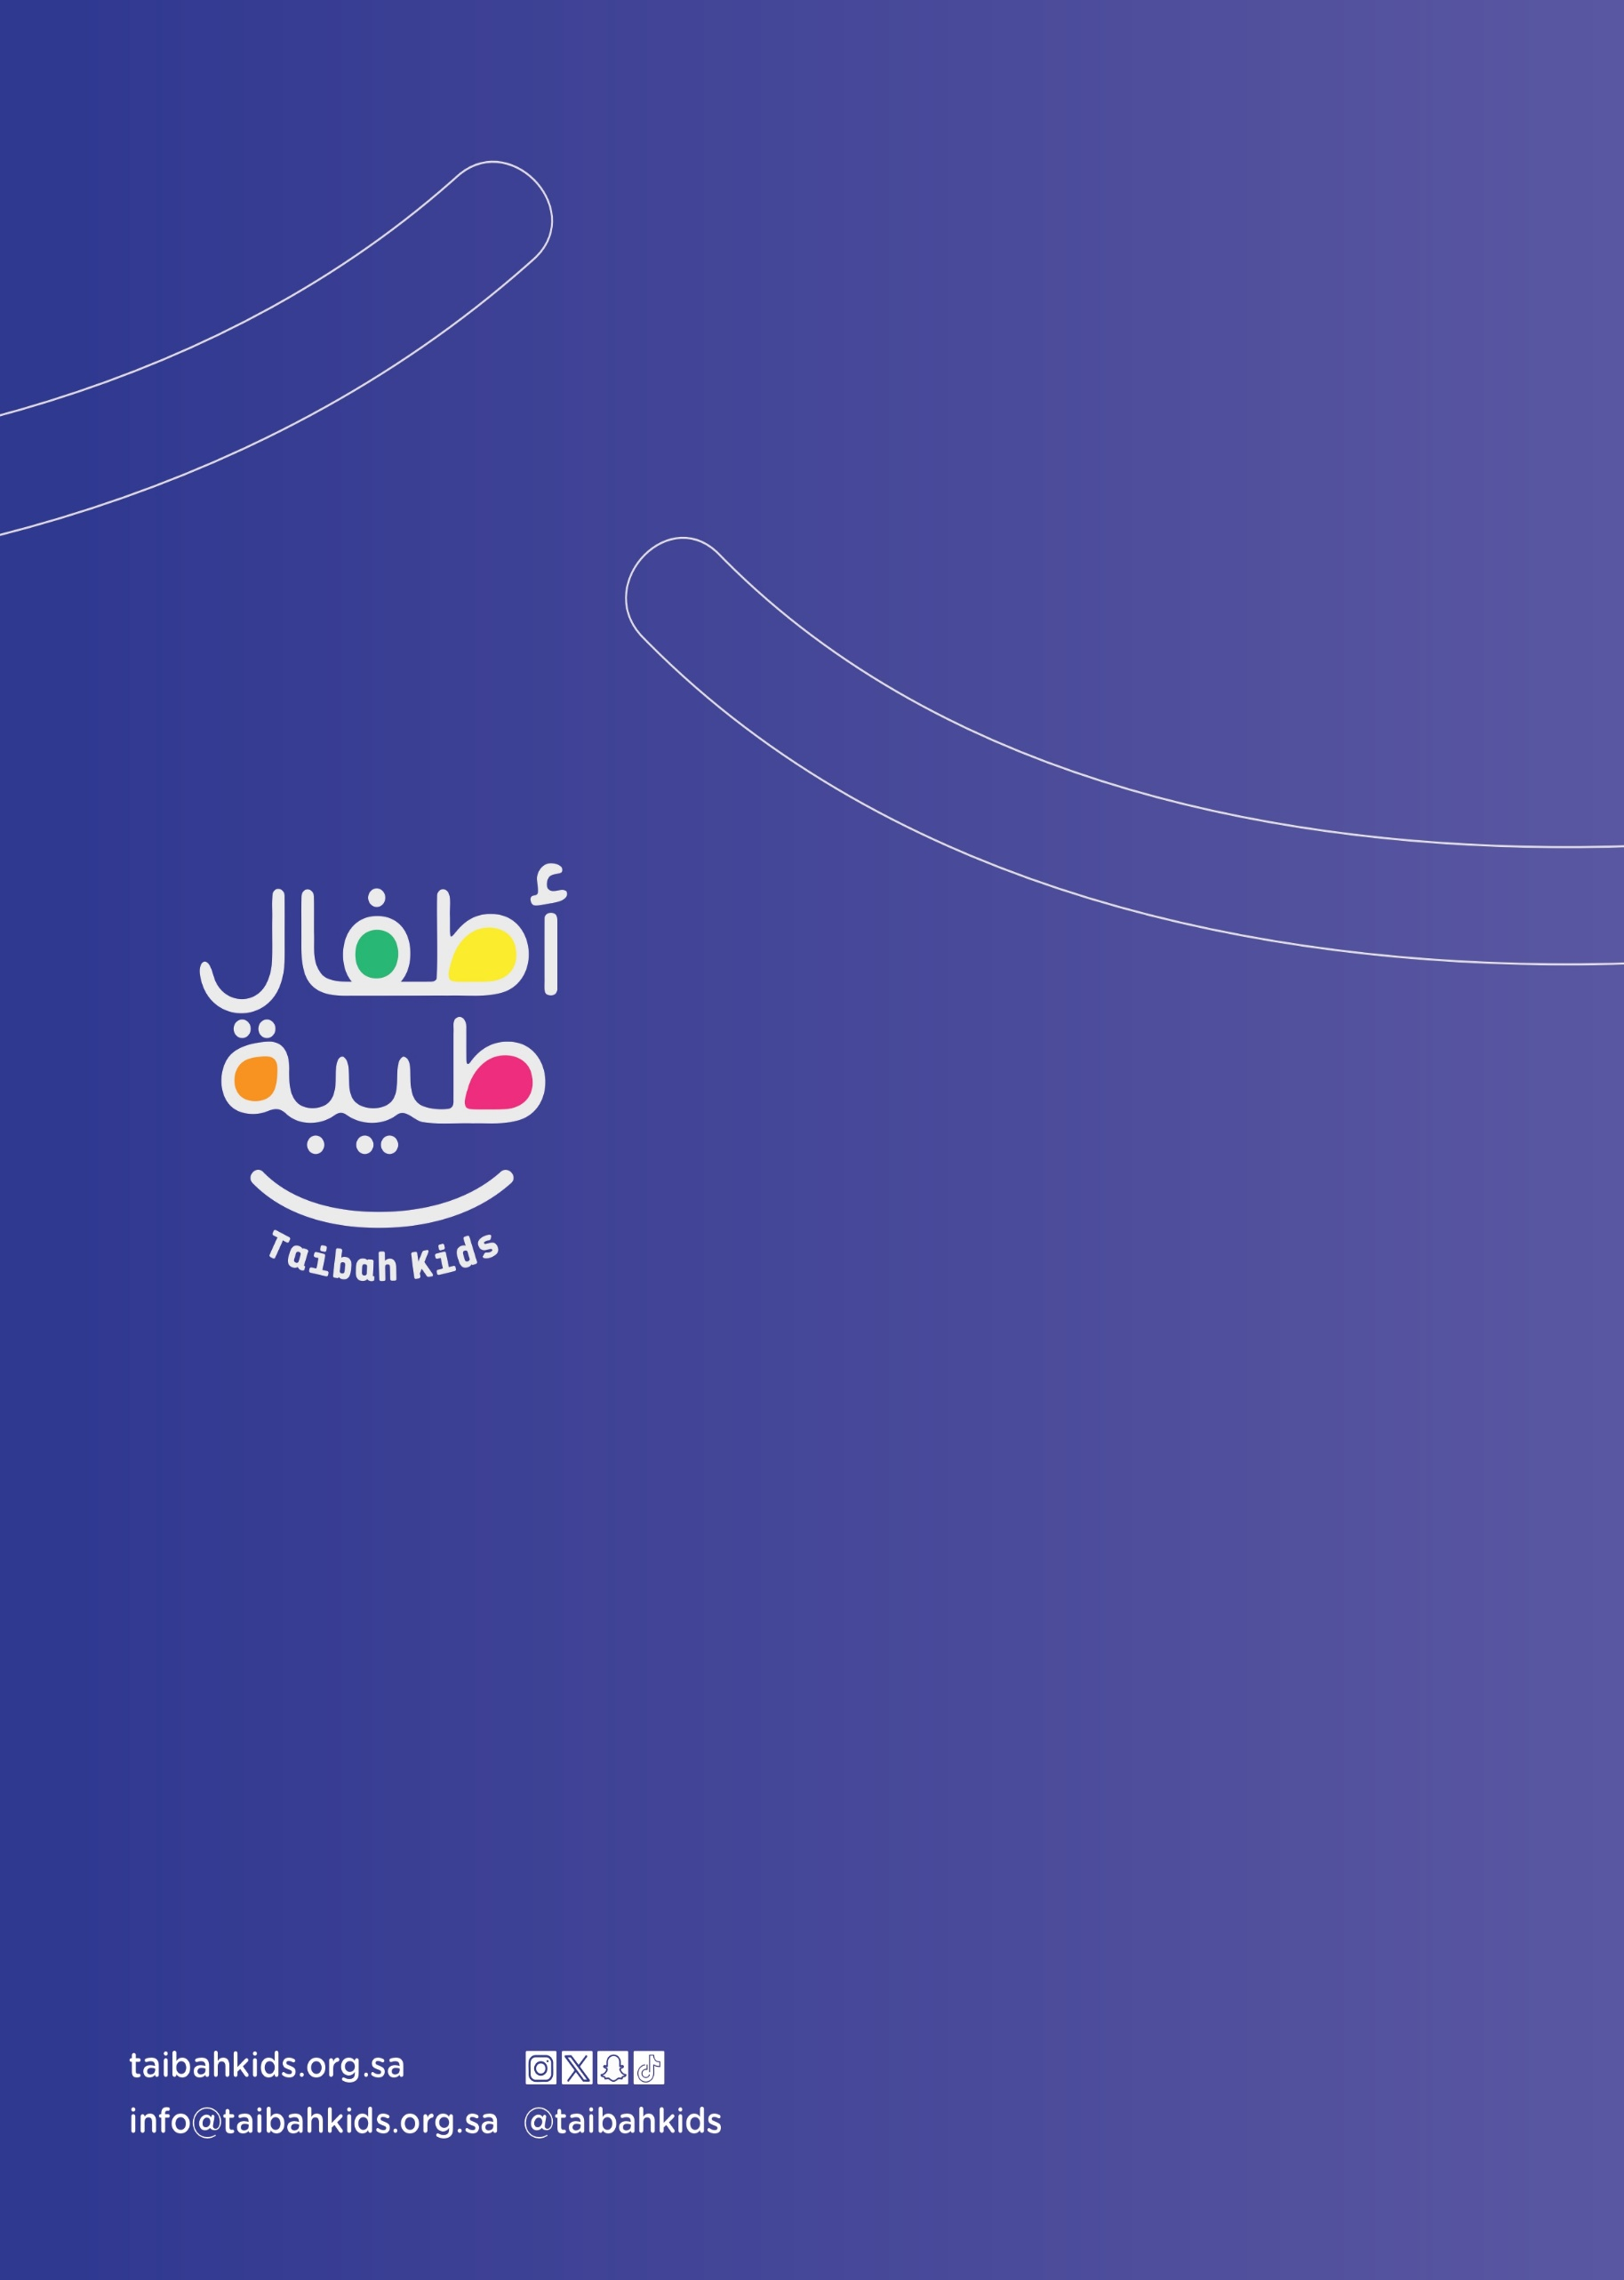 أطفال
طيبة
Taibah Kids
taibahkids.org.sa
info@taibahkids.org.sa
@taibahkids